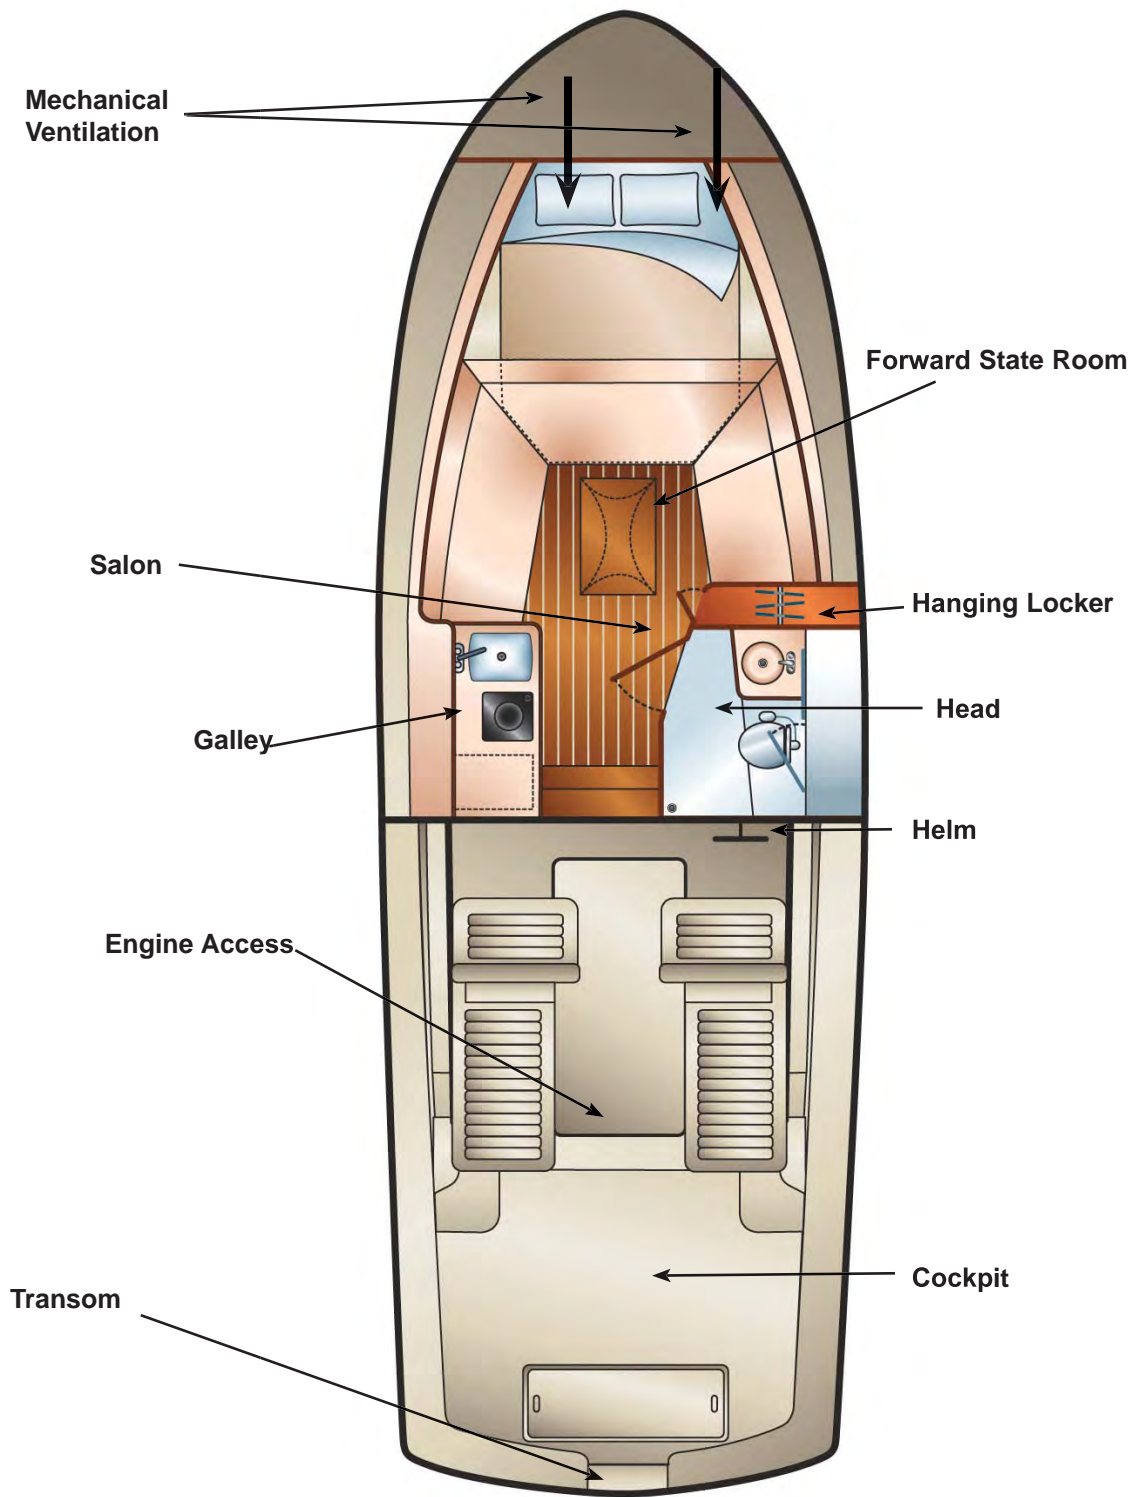 Mechanical
Ventilation
Forward State Room
Salon
Hanging Locker
Head
Galley
Helm
Engine Access
Cockpit
Transom